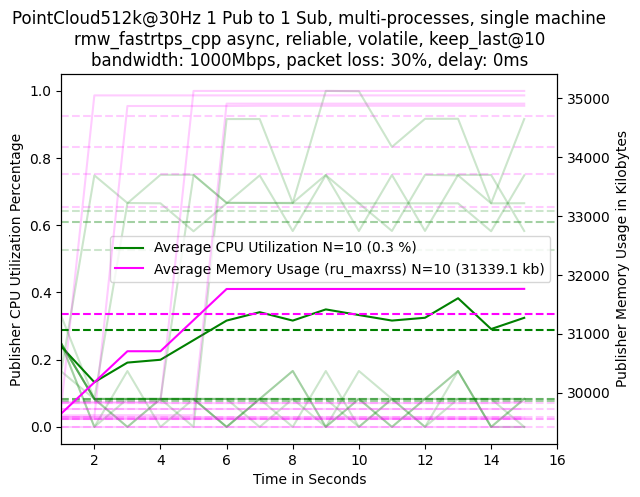 PointCloud512k@30Hz 1 Pub to 1 Sub, multi-processes, single machine
rmw_fastrtps_cpp async, reliable, volatile, keep_last@10
bandwidth: 1000Mbps, packet loss: 30%, delay: 0ms
Publisher CPU Utilization Percentage
1.0
0.8
0.6
0.4
0.2
0.0
Average CPU Utilization N=10 (0.3 %)
Average Memory Usage (ru_maxrss) N=10 (31339.1 kb)
35000
34000
33000
32000
31000
30000
Publisher Memory Usage in Kilobytes
2 4 6 8 10 12 14 16
Time in Seconds